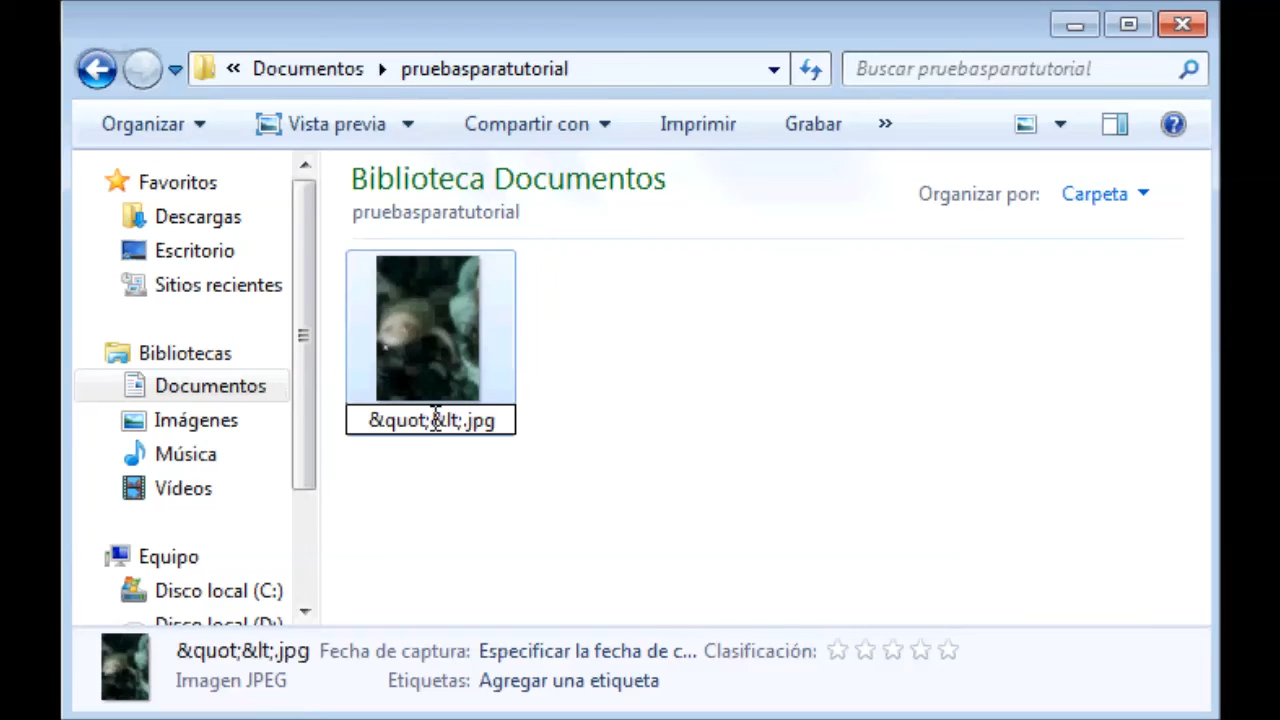 « Documentos pruebasparatutorial
Buscar pruebasparatutorial
Organizar Vista previa Compartir con Imprimir Grabar »
Favoritos
Descargas
Escritorio
Sitios recientes
Bibliotecas
Documentos
Imágenes
Música
Vídeos
Equipo
Disco local (C:)
Disco local (D:)
Biblioteca Documentos
pruebasparatutorial
Organizar por: Carpeta
&quot;&lt;.jpg
&quot;&lt;.jpg Fecha de captura: Especificar la fecha de c... Clasificación:
Imagen JPEG Etiquetas: Agregar una etiqueta